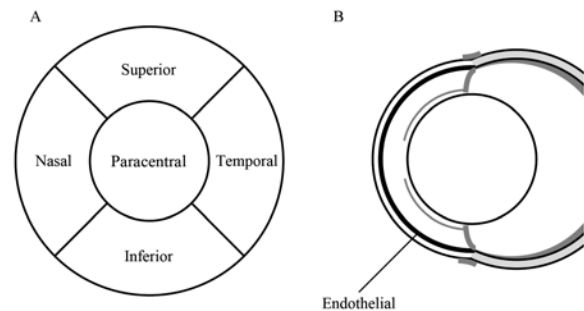 A
B
Superior
Nasal
Paracentral
Temporal
Inferior
Endothelial